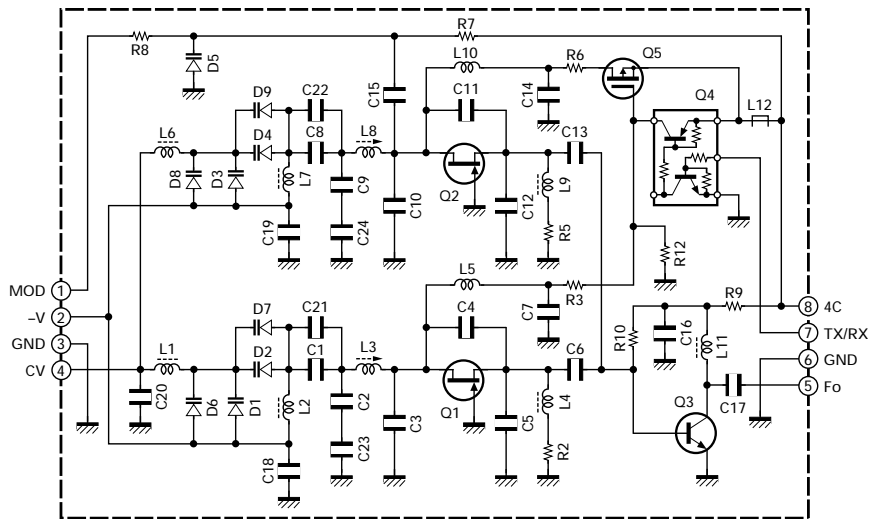 R8
D5
R7
L10
R6
Q5
C15
C14
D9
C22
C11
Q4
L12
L6
D4
C8
L8
C13
D8
D3
L7
C9
Q2
L9
C19
C24
C10
C12
R5
R12
MOD 1
–V 2
GND 3
CV 4
L5
C7
R3
D7
C21
C4
R10
C16
L11
R9
8 4C
7 TX/RX
6 GND
5 Fo
L1
D2
C1
L3
C6
C20
D6
D1
L2
C2
C3
Q1
C5
L4
Q3
C17
C18
C23
R2